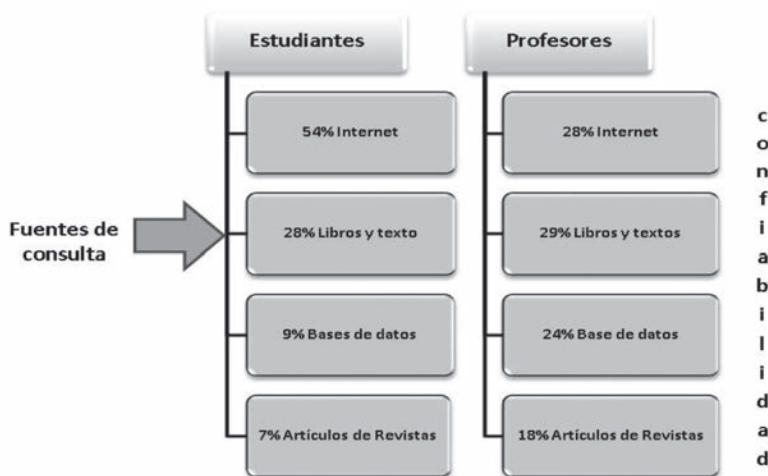 Estudiantes
Profesores
54% Internet
28% Internet
Fuentes de
consulta
28% Libros y texto
29% Libros y textos
9% Bases de datos
24% Base de datos
7% Artículos de Revistas
18% Artículos de Revistas
c
o
n
f
i
a
b
i
l
i
d
a
d